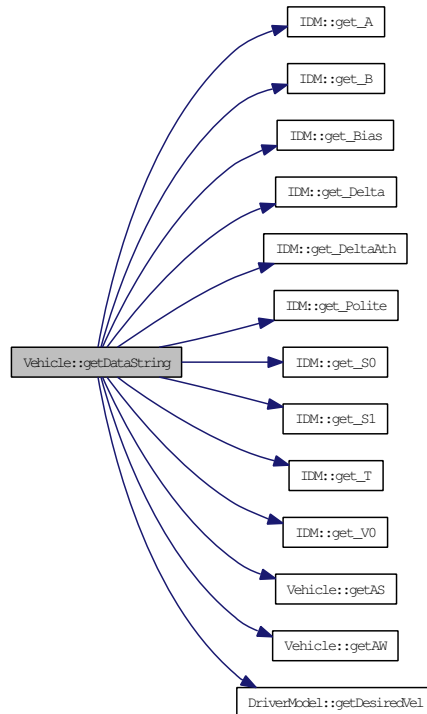 IDM::get_A
IDM::get_B
IDM::get_Bias
IDM::get_Delta
IDM::get_DeltaAth
IDM::get_Polite
Vehicle::getDataString
IDM::get_S0
IDM::get_S1
IDM::get_T
IDM::get_V0
Vehicle::getAS
Vehicle::getAW
DriverModel::getDesiredVel